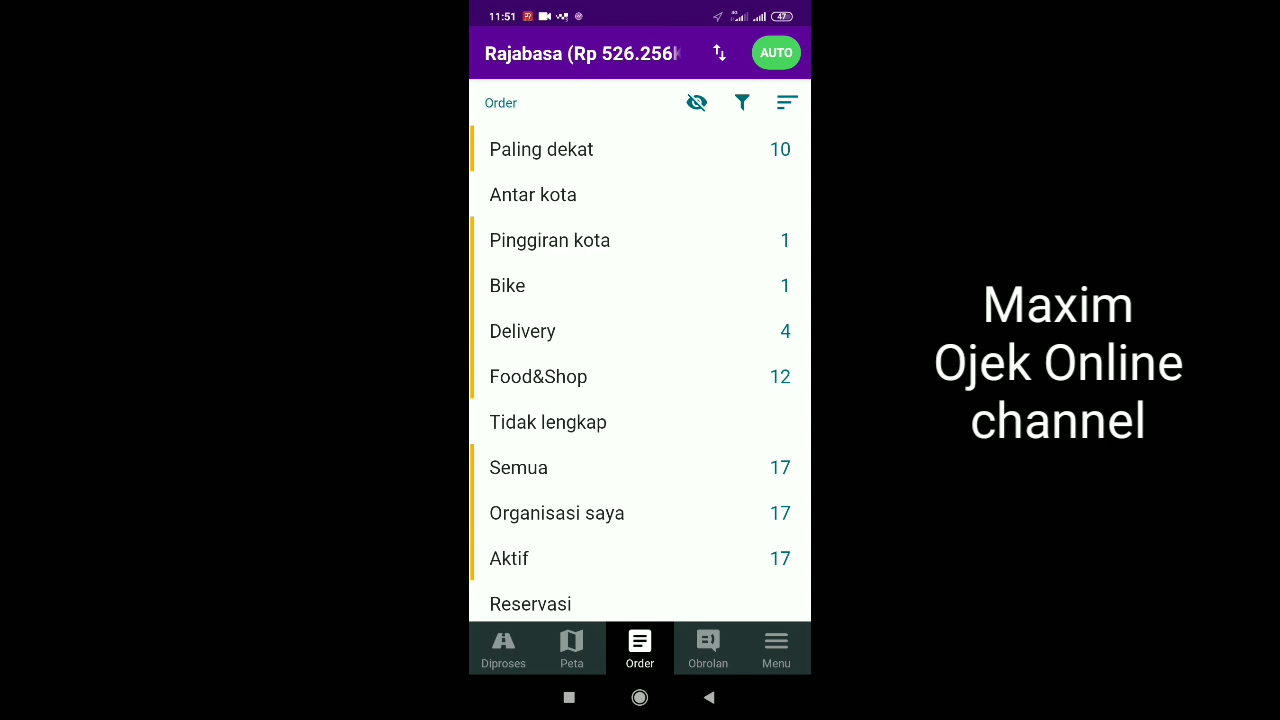 11:51 47
Rajabasa (Rp 526.256K
AUTO
Order
Paling dekat 10
Antar kota
Pinggiran kota 1
Bike 1
Delivery 4
Food&Shop 12
Tidak lengkap
Semua 17
Organisasi saya 17
Aktif 17
Reservasi
Diproses Peta Order Obrolan Menu
Maxim
Ojek Online
channel